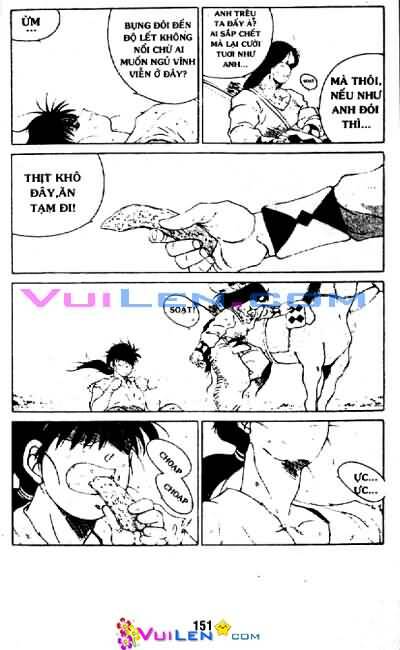 ỪM
...
BỤNG ĐÓI ĐẾN
ĐỘ LẾT KHÔNG
NỔI CHỨ AI
MUỐN NGỦ VĨNH
VIỄN Ở ĐÂY?
ANH TRÊU
TA ĐẤY À?
AI SẮP CHẾT
MÀ LẠI CƯỜI
TƯƠI NHƯ
ANH...
MÀ THÔI,
NẾU NHƯ
ANH ĐÓI
THÌ...
THỊT KHÔ
ĐÂY, ĂN
TẠM ĐI!
VuiLen.com
SOẠT!
CHOẠP
CHOẠP
ỰC...
ỰC...
151
VuiLen.com